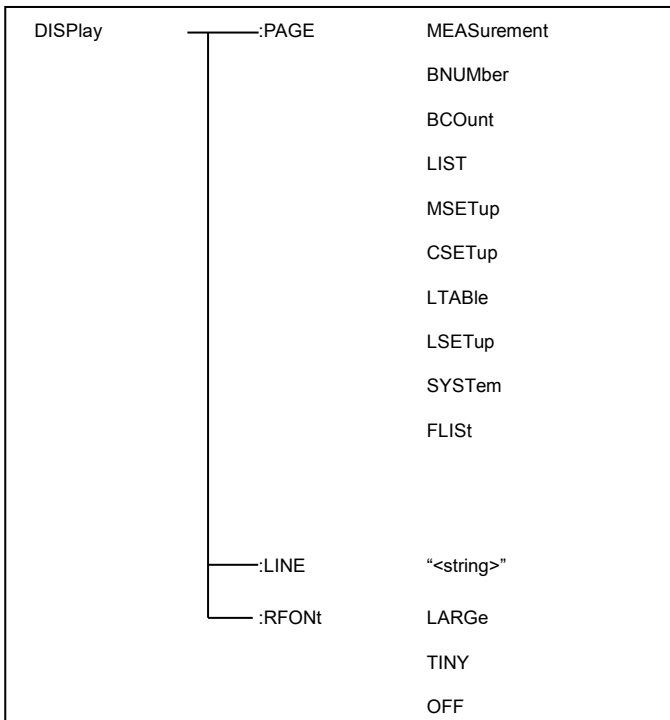 DISPlay :PAGE MEASurement
BNUMber
BCOunt
LIST
MSETup
CSETup
LTABle
LSETup
SYSTem
FLISt
:LINE “<string>”
:RFONt LARGe
TINY
OFF